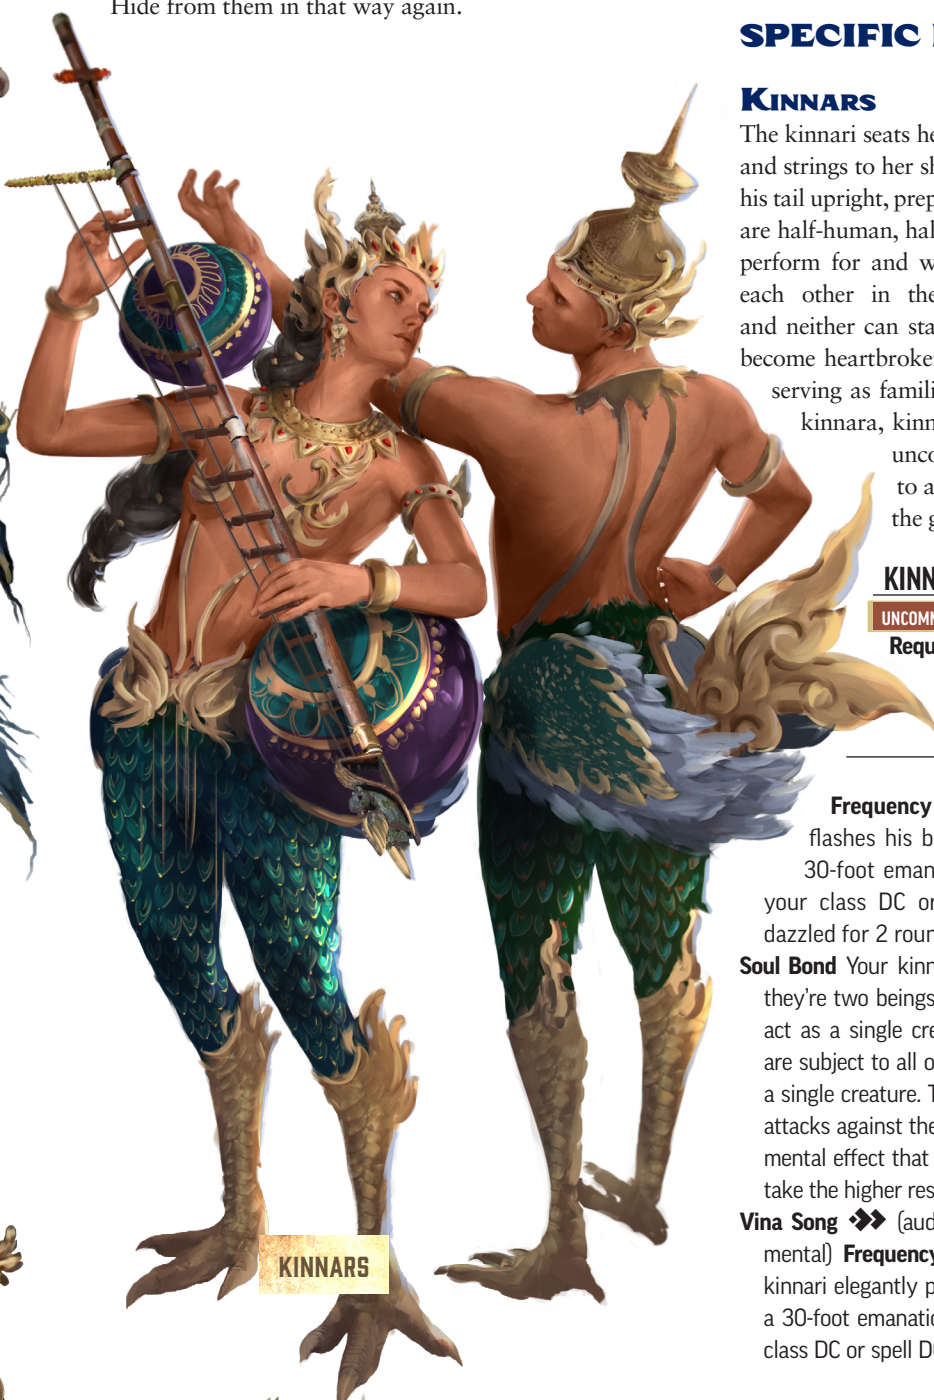 Hide from them in that way again.
SPECIFIC
KINNARS
The kinnari seats he
and strings to her sh
his tail upright, prep
are half-human, hal
perform for and w
each other in the
and neither can sta
become heartbroken
serving as famili
kinnara, kinn
unco
to a
the g
KINN
UNCOMM
Requ
Frequency
flashes his b
30-foot eman
your class DC or
dazzled for 2 roun
Soul Bond Your kinn
they're two beings
act as a single cre
are subject to all o
a single creature. T
attacks against the
mental effect that
take the higher res
Vina Song (aud
mental) Frequency
kinnari elegantly p
a 30-foot emanatio
class DC or spell D
KINNARS